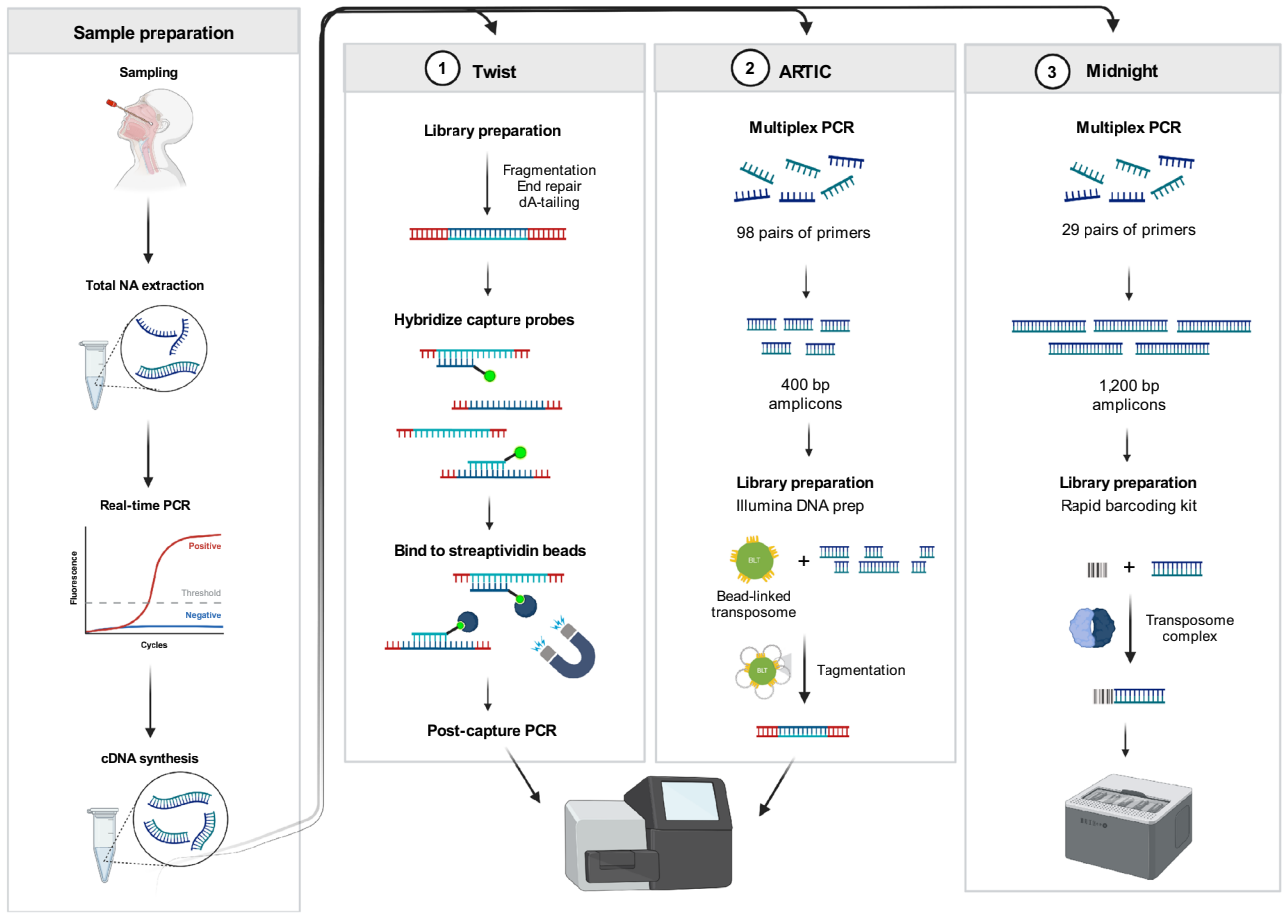 Sample preparation
Sampling
Total NA extraction
Real-time PCR
Fluorescence
Positive
Threshold
Negative
Cycles
cDNA synthesis
1 Twist
Library preparation
Fragmentation
End repair
dA-tailing
Hybridize capture probes
Bind to streaptividin beads
Post-capture PCR
2 ARTIC
Multiplex PCR
98 pairs of primers
400 bp
amplicons
Library preparation
Illumina DNA prep
BLT
+
Bead-linked
transposome
BLT
Tagmentation
3 Midnight
Multiplex PCR
29 pairs of primers
1,200 bp
amplicons
Library preparation
Rapid barcoding kit
+
Transposome
complex